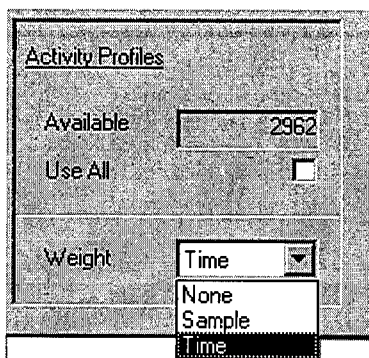 Activity Profiles
Available 2962
Use All
Weight Time
None
Sample
Time